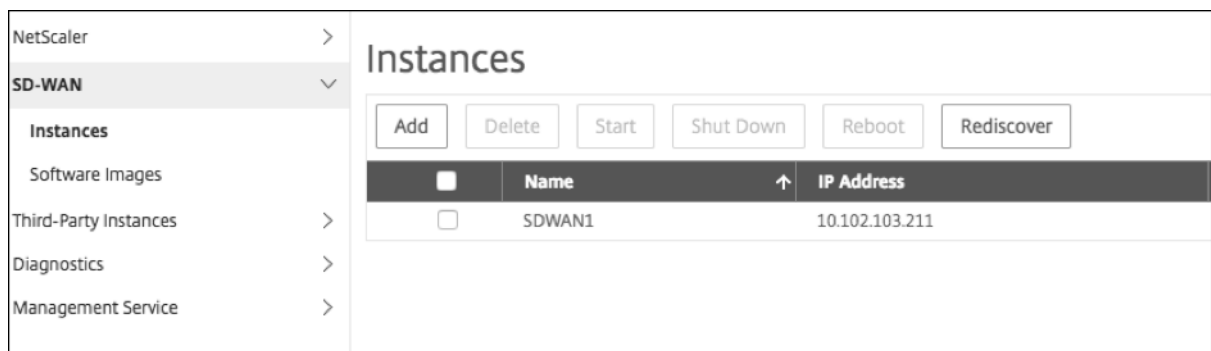 NetScaler
SD-WAN
Instances
Software Images
Third-Party Instances
Diagnostics
Management Service
Instances
Add Delete Start Shut Down Reboot Rediscover
Name IP Address
SDWAN1 10.102.103.211